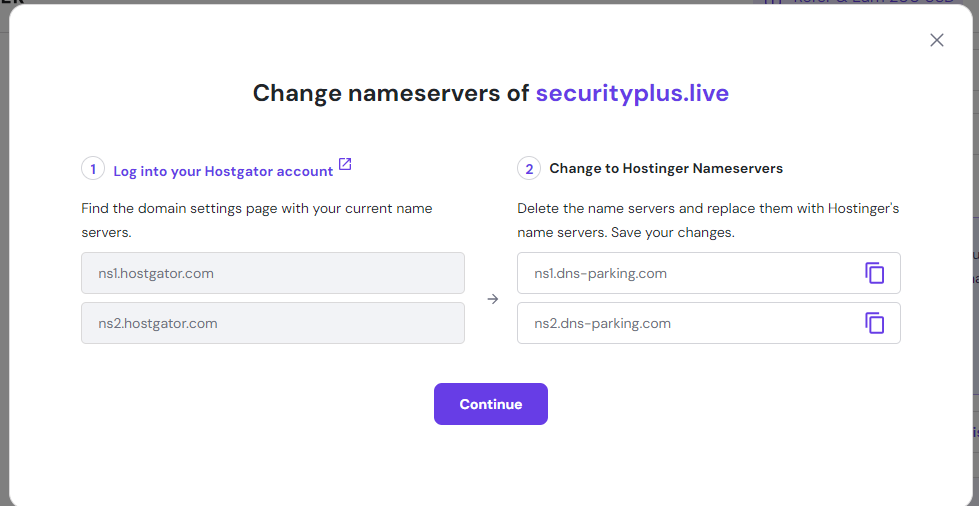 Change nameservers of securityplus.live
1 Log into your Hostgator account
Find the domain settings page with your current name
servers.
ns1.hostgator.com
ns2.hostgator.com
2 Change to Hostinger Nameservers
Delete the name servers and replace them with Hostinger's
name servers. Save your changes.
ns1.dns-parking.com
ns2.dns-parking.com
Continue